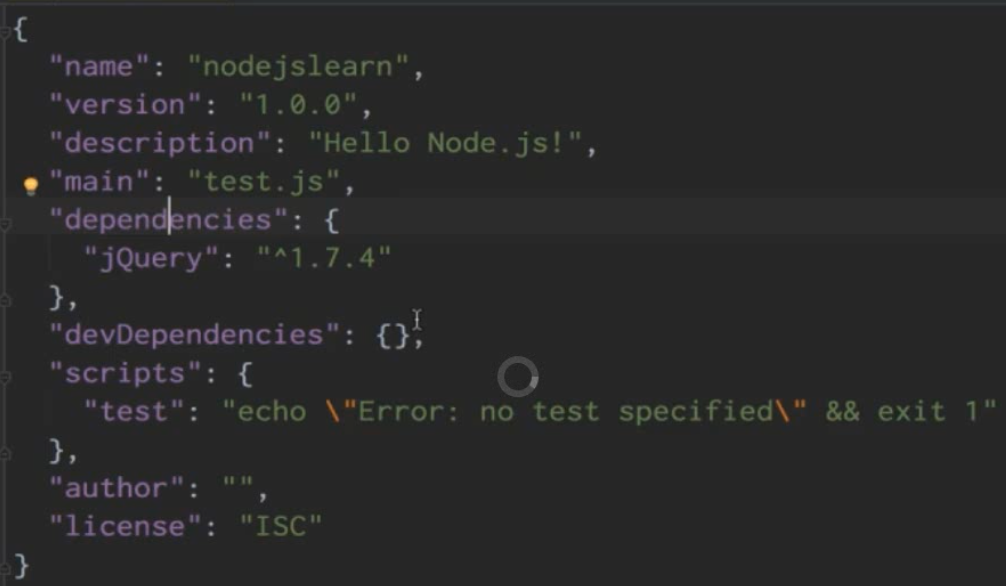 {
"name": "nodejslearn",
"version": "1.0.0",
"description": "Hello Node.js!",
"main": "test.js",
"dependencies": {
"jQuery": "^1.7.4"
},
"devDependencies": {},
"scripts": {
"test": "echo \"Error: no test specified\" && exit 1"
},
"author": "",
"license": "ISC"
}